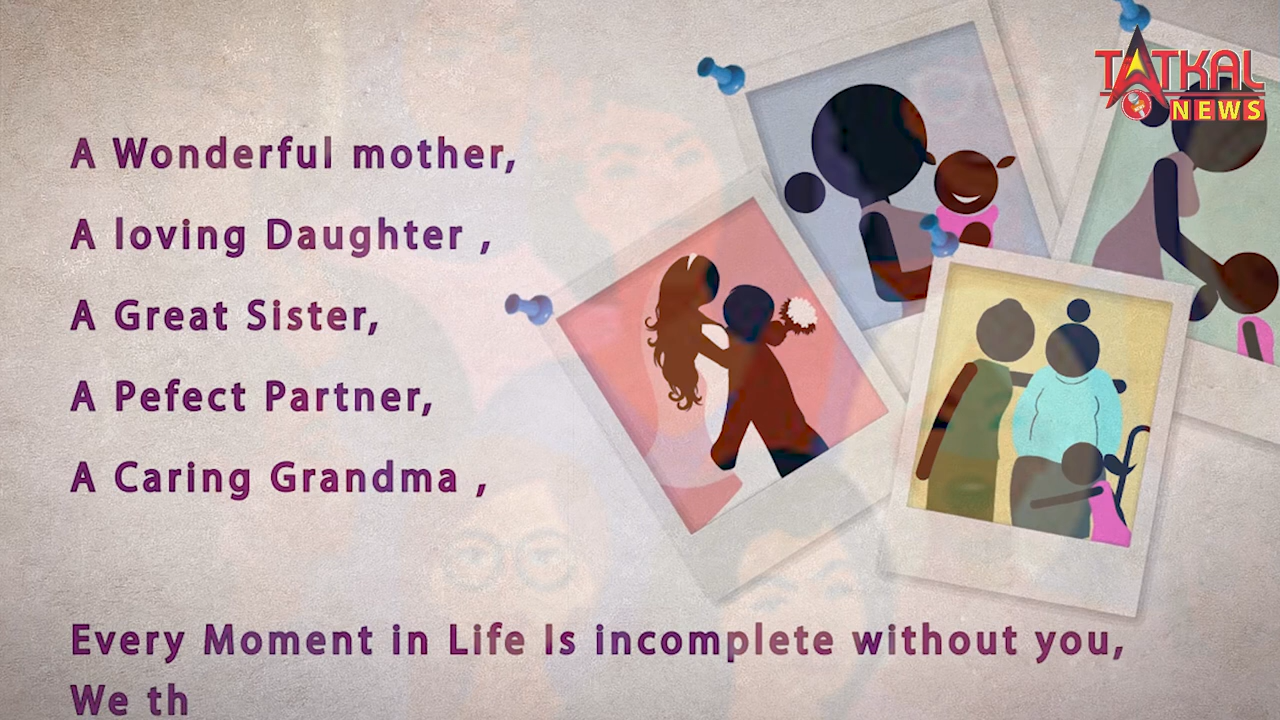 TATKAL
NEWS
A Wonderful mother,
A loving Daughter ,
A Great Sister,
A Pefect Partner,
A Caring Grandma ,
Every Moment in Life Is incomplete without you,
We th